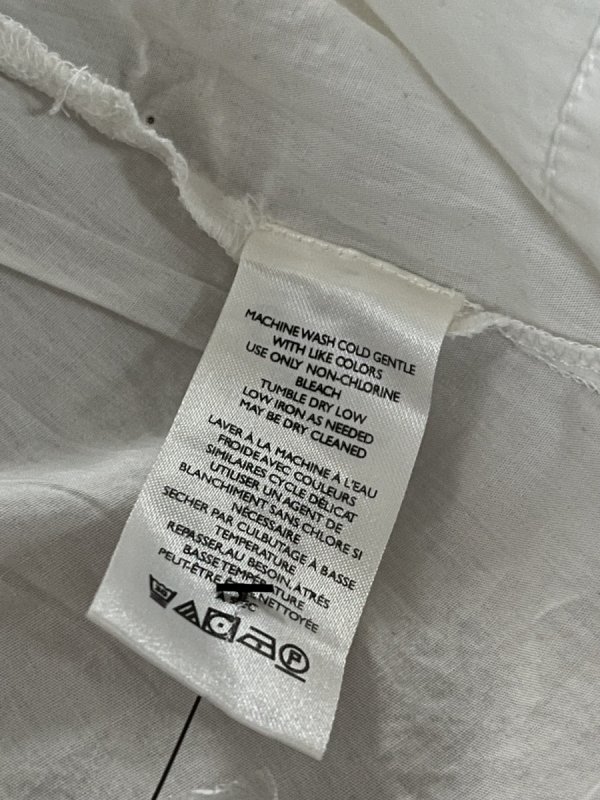 MACHINE WASH COLD GENTLE
WITH LIKE COLORS
USE ONLY NON-CHLORINE
BLEACH
TUMBLE DRY LOW
LOW IRON AS NEEDED
MAY BE DRY CLEANED
LAVER À LA MACHINE À L'EAU
FROIDE AVEC COULEURS
SIMILAIRES CYCLE DÉLICAT
UTILISER UN AGENT DE
BLANCHIMENT SANS CHLORE SI
NÉCESSAIRE
SECHER PAR CULBUTAGE À BASSE
TEMPERATURE
REPASSER AU BESOIN, ATRÈS
BASSE TEMPERATURE
PEUT-ÊTRE NETTOYÉE
P